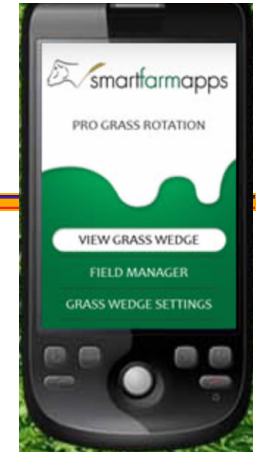 smartfarmapps
PRO GRASS ROTATION
VIEW GRASS WEDGE
FIELD MANAGER
GRASS WEDGE SETTINGS